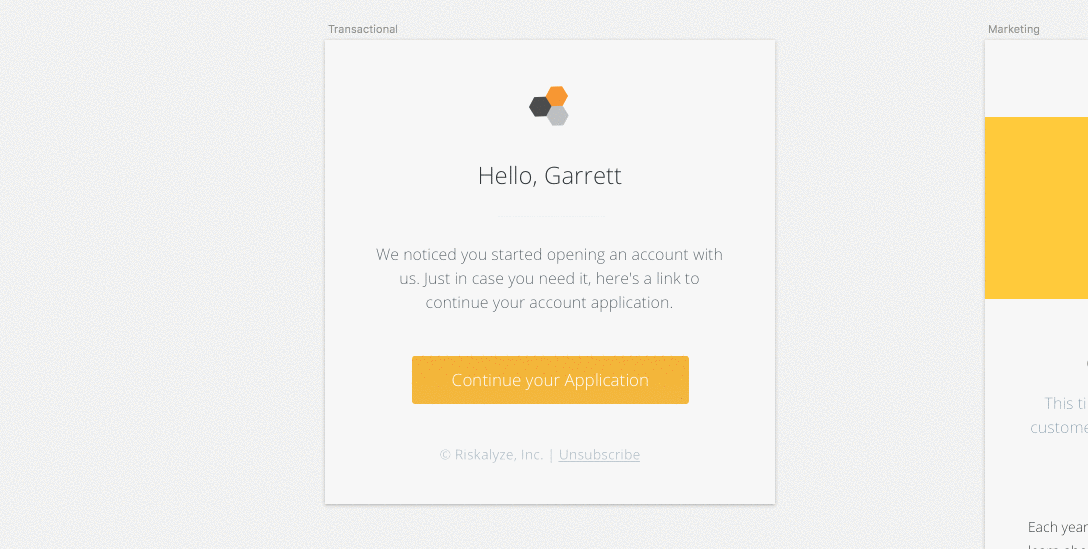 Transactional
Hello, Garrett
We noticed you started opening an account with
us. Just in case you need it, here's a link to
continue your account application.
Continue your Application
© Riskalyze, Inc. | Unsubscribe
Marketing
This ti
custome
Each year